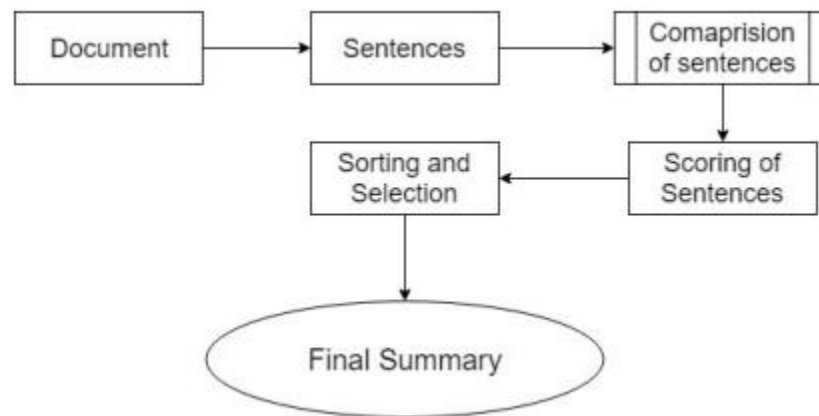 Document
Sentences
Comaprision
of sentences
Sorting and
Selection
Scoring of
Sentences
Final Summary